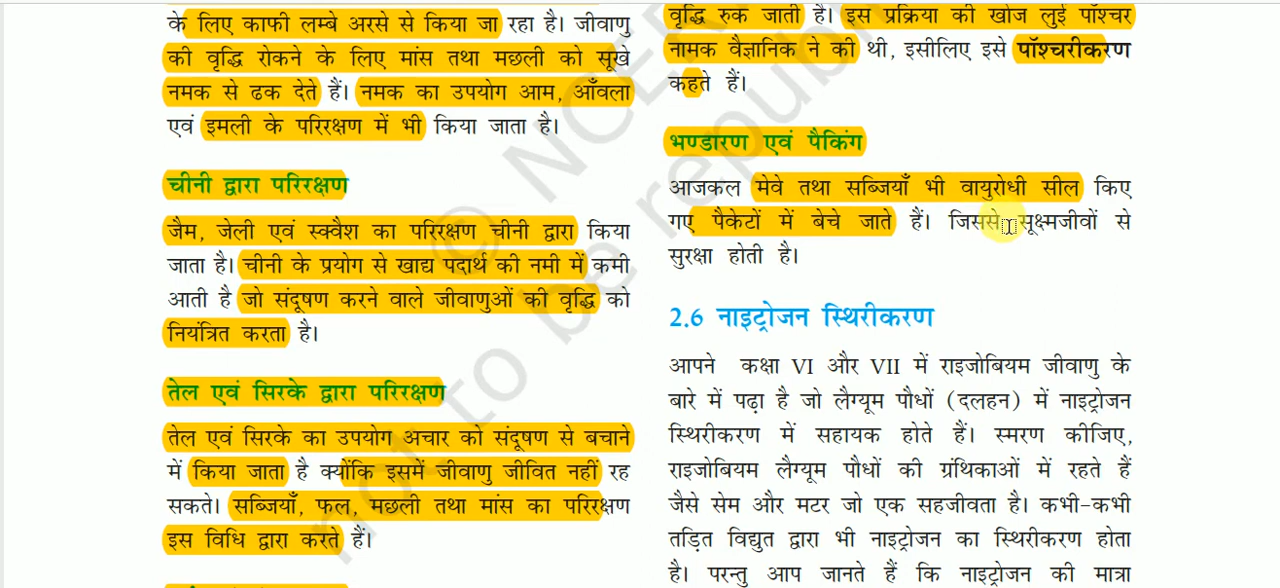 के लिए काफी लम्बे अरसे से किया जा रहा है। जीवाणु
की वृद्धि रोकने के लिए मांस तथा मछली को सूखे
नमक से ढक देते हैं। नमक का उपयोग आम, आँवला
एवं इमली के परिरक्षण में भी किया जाता है।
चीनी द्वारा परिरक्षण
जैम, जेली एवं स्क्वैश का परिरक्षण चीनी द्वारा किया
जाता है। चीनी के प्रयोग से खाद्य पदार्थ की नमी में कमी
आती है जो संदूषण करने वाले जीवाणुओं की वृद्धि को
नियंत्रित करता है।
तेल एवं सिरके द्वारा परिरक्षण
तेल एवं सिरके का उपयोग अचार को संदूषण से बचाने
में किया जाता है क्योंकि इसमें जीवाणु जीवित नहीं रह
सकते। सब्जियाँ, फल, मछली तथा मांस का परिरक्षण
इस विधि द्वारा करते हैं।
वृद्धि रुक जाती है। इस प्रक्रिया की खोज लुई पॉश्चर
नामक वैज्ञानिक ने की थी, इसीलिए इसे पॉश्चरीकरण
कहते हैं।
भण्डारण एवं पैकिंग
आजकल मेवे तथा सब्जियाँ भी वायुरोधी सील किए
गए पैकेटों में बेचे जाते हैं। जिससे सूक्ष्मजीवों से
सुरक्षा होती है।
2.6 नाइट्रोजन स्थिरीकरण
आपने कक्षा VI और VII में राइजोबियम जीवाणु के
बारे में पढ़ा है जो लैग्यूम पौधों (दलहन) में नाइट्रोजन
स्थिरीकरण में सहायक होते हैं। स्मरण कीजिए,
राइजोबियम लैग्यूम पौधों की ग्रंथिकाओं में रहते हैं
जैसे सेम और मटर जो एक सहजीवता है। कभी-कभी
तड़ित विद्युत द्वारा भी नाइट्रोजन का स्थिरीकरण होता
है। परन्तु आप जानते हैं कि नाइट्रोजन की मात्रा
© NCER
not to be republi